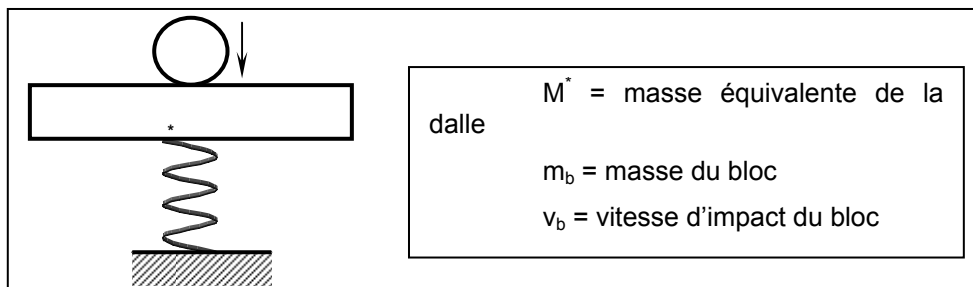 *
M* = masse équivalente de la
dalle
m_b = masse du bloc
v_b = vitesse d'impact du bloc